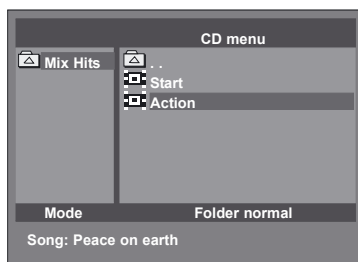 CD menu
Mix Hits
. .
Start
Action
Mode Folder normal
Song: Peace on earth